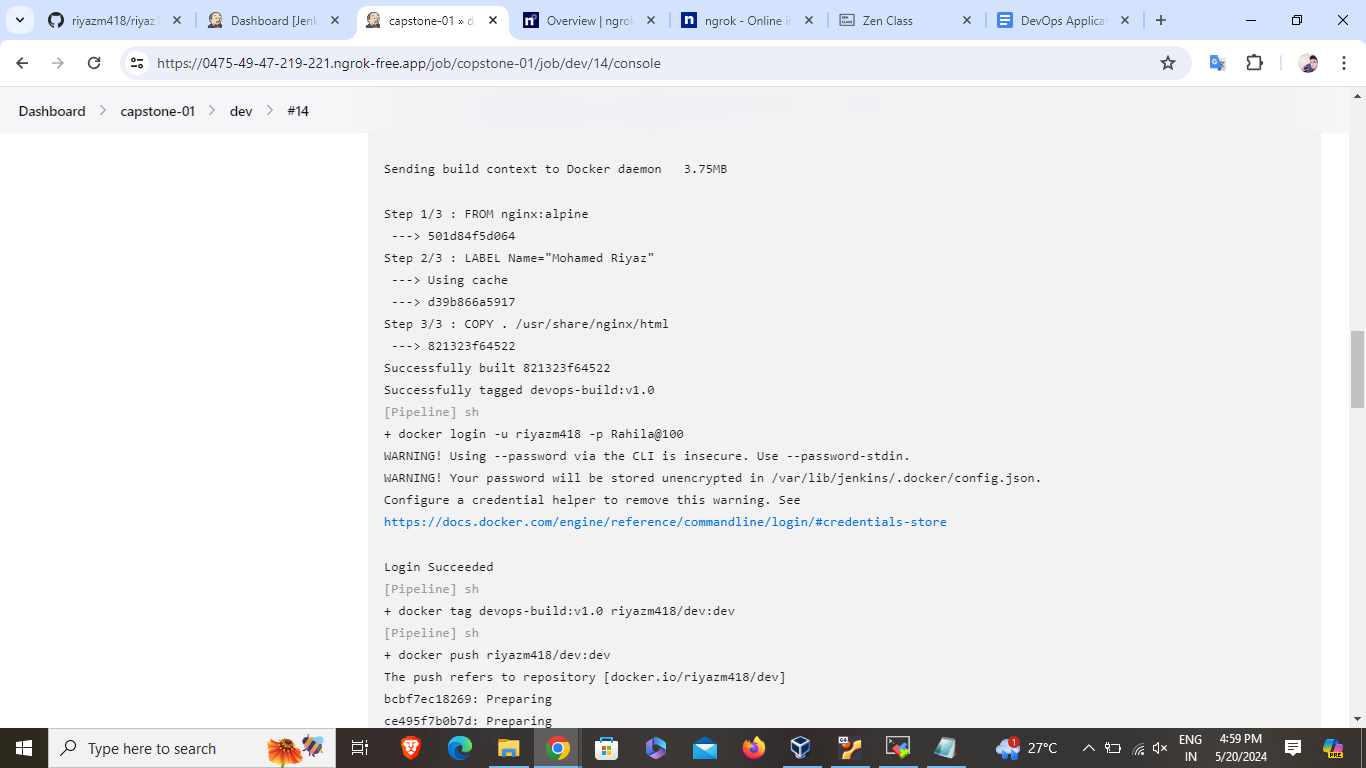 riyazm418/riyaz1
Dashboard [Jenk
capstone-01 » de
Overview | ngrok
ngrok - Online in
Zen Class
DevOps Applicat
https://0475-49-47-219-221.ngrok-free.app/job/copstone-01/job/dev/14/console
Dashboard > capstone-01 > dev > #14
Sending build context to Docker daemon   3.75MB
Step 1/3 : FROM nginx:alpine
 ---> 501d84f5d064
Step 2/3 : LABEL Name="Mohamed Riyaz"
 ---> Using cache
 ---> d39b866a5917
Step 3/3 : COPY . /usr/share/nginx/html
 ---> 821323f64522
Successfully built 821323f64522
Successfully tagged devops-build:v1.0
[Pipeline] sh
+ docker login -u riyazm418 -p Rahila@100
WARNING! Using --password via the CLI is insecure. Use --password-stdin.
WARNING! Your password will be stored unencrypted in /var/lib/jenkins/.docker/config.json.
Configure a credential helper to remove this warning. See
https://docs.docker.com/engine/reference/commandline/login/#credentials-store
Login Succeeded
[Pipeline] sh
+ docker tag devops-build:v1.0 riyazm418/dev:dev
[Pipeline] sh
+ docker push riyazm418/dev:dev
The push refers to repository [docker.io/riyazm418/dev]
bcbf7ec18269: Preparing
ce495f7b0b7d: Preparing
Type here to search
27°C
ENG
IN
4:59 PM
5/20/2024